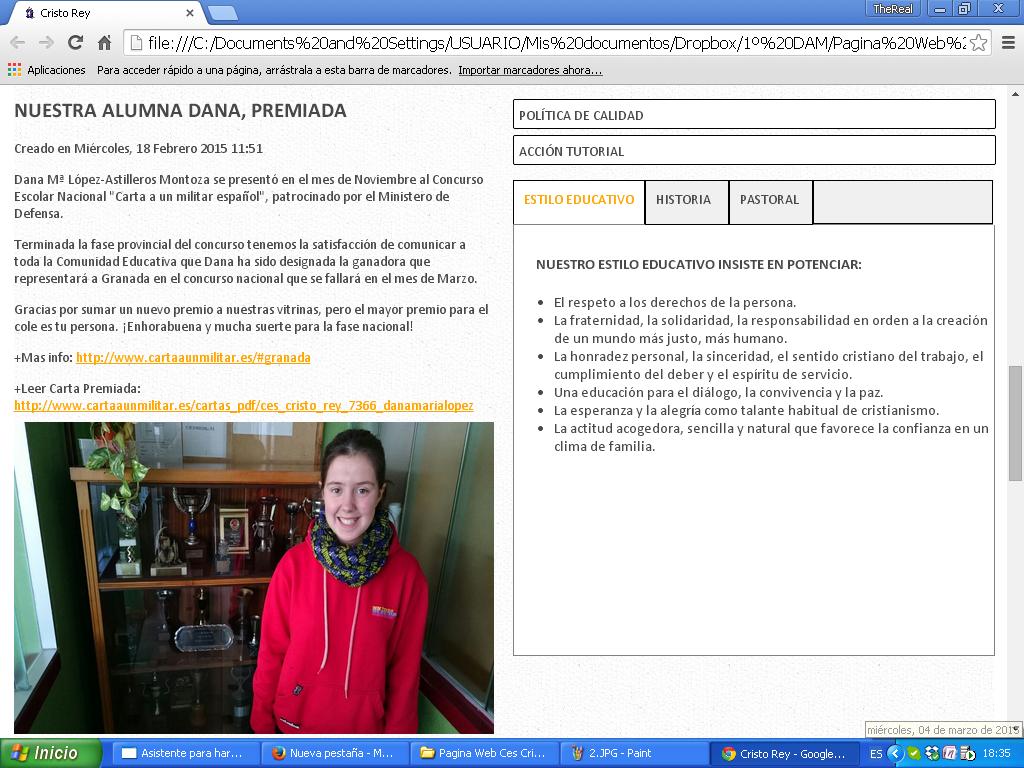 Cristo Rey
TheReal
file:///C:/Documents%20and%20Settings/USUARIO/Mis%20documentos/Dropbox/1º%20DAM/Pagina%20Web%2
Aplicaciones Para acceder rápido a una página, arrástrala a esta barra de marcadores. Importar marcadores ahora...
NUESTRA ALUMNA DANA, PREMIADA
Creado en Miércoles, 18 Febrero 2015 11:51
Dana Mª López-Astilleros Montoza se presentó en el mes de Noviembre al Concurso
Escolar Nacional "Carta a un militar español", patrocinado por el Ministero de
Defensa.
Terminada la fase provincial del concurso tenemos la satisfacción de comunicar a
toda la Comunidad Educativa que Dana ha sido designada la ganadora que
representará a Granada en el concurso nacional que se fallará en el mes de Marzo.
Gracias por sumar un nuevo premio a nuestras vitrinas, pero el mayor premio para el
cole es tu persona. ¡Enhorabuena y mucha suerte para la fase nacional!
+Mas info: http://www.cartaaunmilitar.es/#granada
+Leer Carta Premiada:
http://www.cartaaunmilitar.es/cartas_pdf/ces_cristo_rey_7366_danamarialopez
POLÍTICA DE CALIDAD
ACCIÓN TUTORIAL
ESTILO EDUCATIVO HISTORIA PASTORAL
NUESTRO ESTILO EDUCATIVO INSISTE EN POTENCIAR:
El respeto a los derechos de la persona.
La fraternidad, la solidaridad, la responsabilidad en orden a la creación
de un mundo más justo, más humano.
La honradez personal, la sinceridad, el sentido cristiano del trabajo, el
cumplimiento del deber y el espíritu de servicio.
Una educación para el diálogo, la convivencia y la paz.
La esperanza y la alegría como talante habitual de cristianismo.
La actitud acogedora, sencilla y natural que favorece la confianza en un
clima de familia.
miércoles, 04 de marzo de 2015
Inicio Asistente para har... Nueva pestaña - M... Pagina Web Ces Cri... 2.JPG - Paint Cristo Rey - Google... ES 18:35